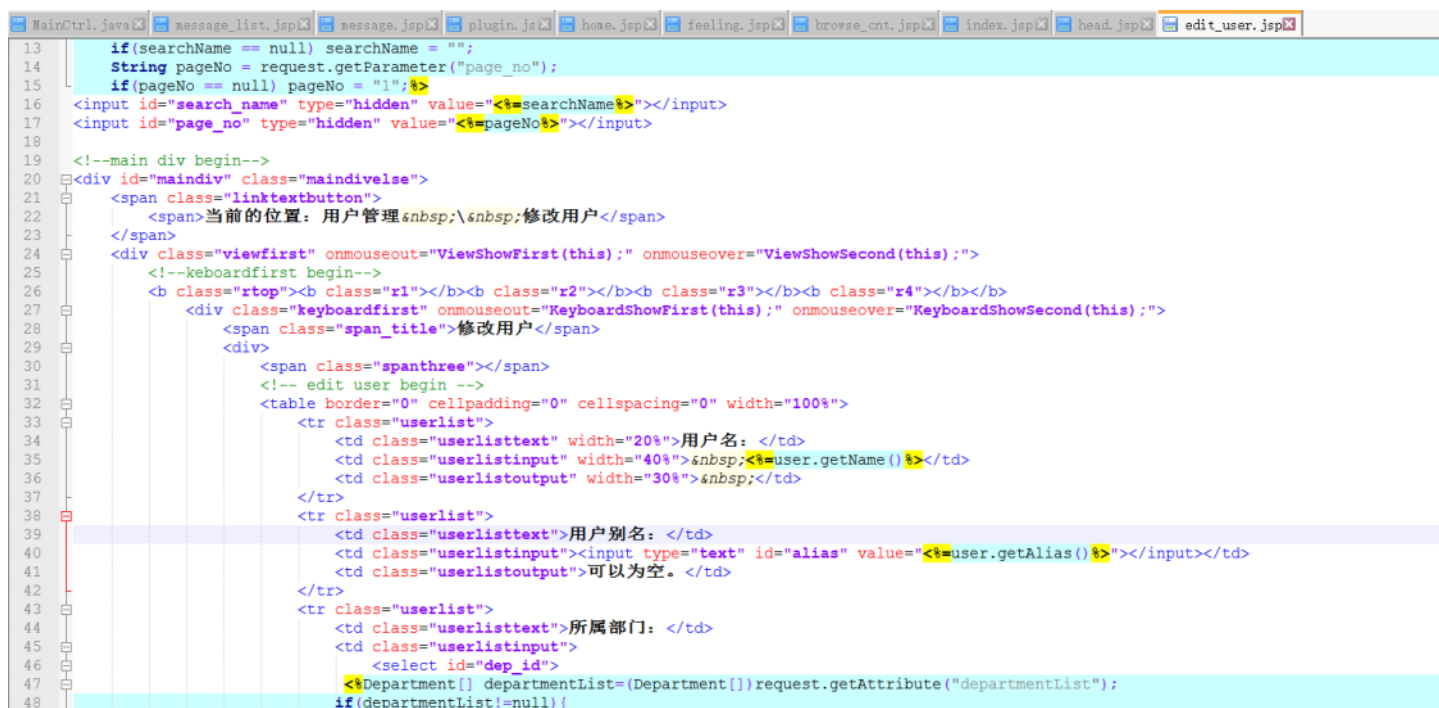 MainCtrl.java message_list.jsp message.jsp plugin.js home.jsp feeling.jsp browse_cnt.jsp index.jsp head.jsp edit_user.jsp
13 if(searchName == null) searchName = "";
14 String pageNo = request.getParameter("page_no");
15 if(pageNo == null) pageNo = "1";%>
16 <input id="search_name" type="hidden" value="<%=searchName%>"></input>
17 <input id="page_no" type="hidden" value="<%=pageNo%>"></input>
18
19 <!--main div begin-->
20 <div id="maindiv" class="maindivelse">
21 <span class="linktextbutton">
22 <span>当前的位置：用户管理&nbsp;\&nbsp;修改用户</span>
23 </span>
24 <div class="viewfirst" onmouseout="ViewShowFirst(this);" onmouseover="ViewShowSecond(this);">
25 <!--keboardfirst begin-->
26 <b class="rtop"><b class="r1"></b><b class="r2"></b><b class="r3"></b><b class="r4"></b></b>
27 <div class="keyboardfirst" onmouseout="KeyboardShowFirst(this);" onmouseover="KeyboardShowSecond(this);">
28 <span class="span_title">修改用户</span>
29 <div>
30 <span class="spanthree"></span>
31 <!-- edit user begin -->
32 <table border="0" cellpadding="0" cellspacing="0" width="100%">
33 <tr class="userlist">
34 <td class="userlisttext" width="20%">用户名：</td>
35 <td class="userlistinput" width="40%">&nbsp;<%=user.getName()%></td>
36 <td class="userlistoutput" width="30%">&nbsp;</td>
37 </tr>
38 <tr class="userlist">
39 <td class="userlisttext">用户别名：</td>
40 <td class="userlistinput"><input type="text" id="alias" value="<%=user.getAlias()%>"></input></td>
41 <td class="userlistoutput">可以为空。</td>
42 </tr>
43 <tr class="userlist">
44 <td class="userlisttext">所属部门：</td>
45 <td class="userlistinput">
46 <select id="dep_id">
47 <%Department[] departmentList=(Department[])request.getAttribute("departmentList");
48 if(departmentList!=null){